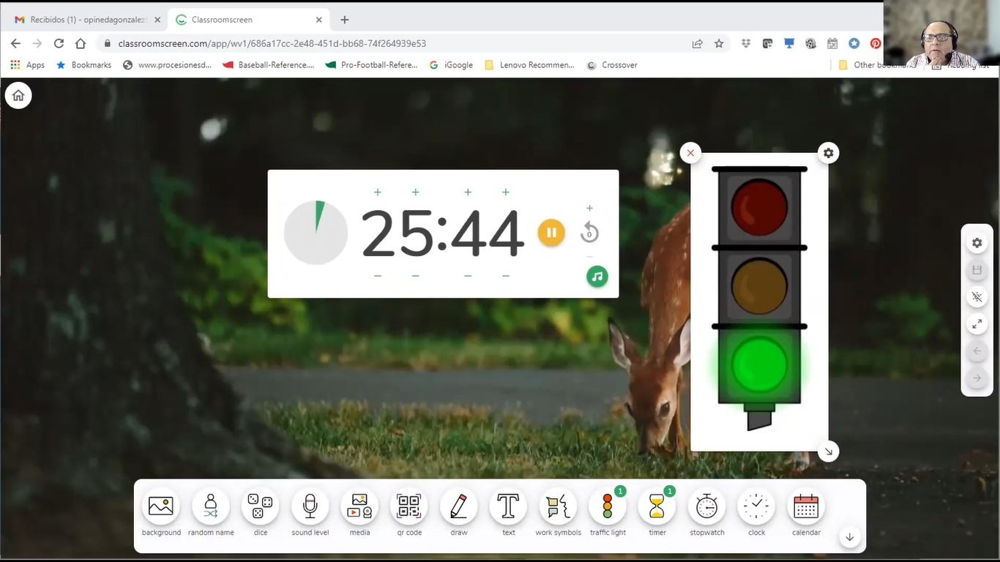 Recibidos (1) - opinedagonzalez
Classroomscreen
classroomscreen.com/app/wv1/686a17cc-2e48-451d-bb68-74f264939e53
Apps
Bookmarks
www.procesionesd...
Baseball-Reference....
Pro-Football-Refere...
iGoogle
Lenovo Recommen...
Crossover
Other bookmarks
Reading list
25:44
0
1
1
background
random name
dice
sound level
media
qr code
draw
text
work symbols
traffic light
timer
stopwatch
clock
calendar